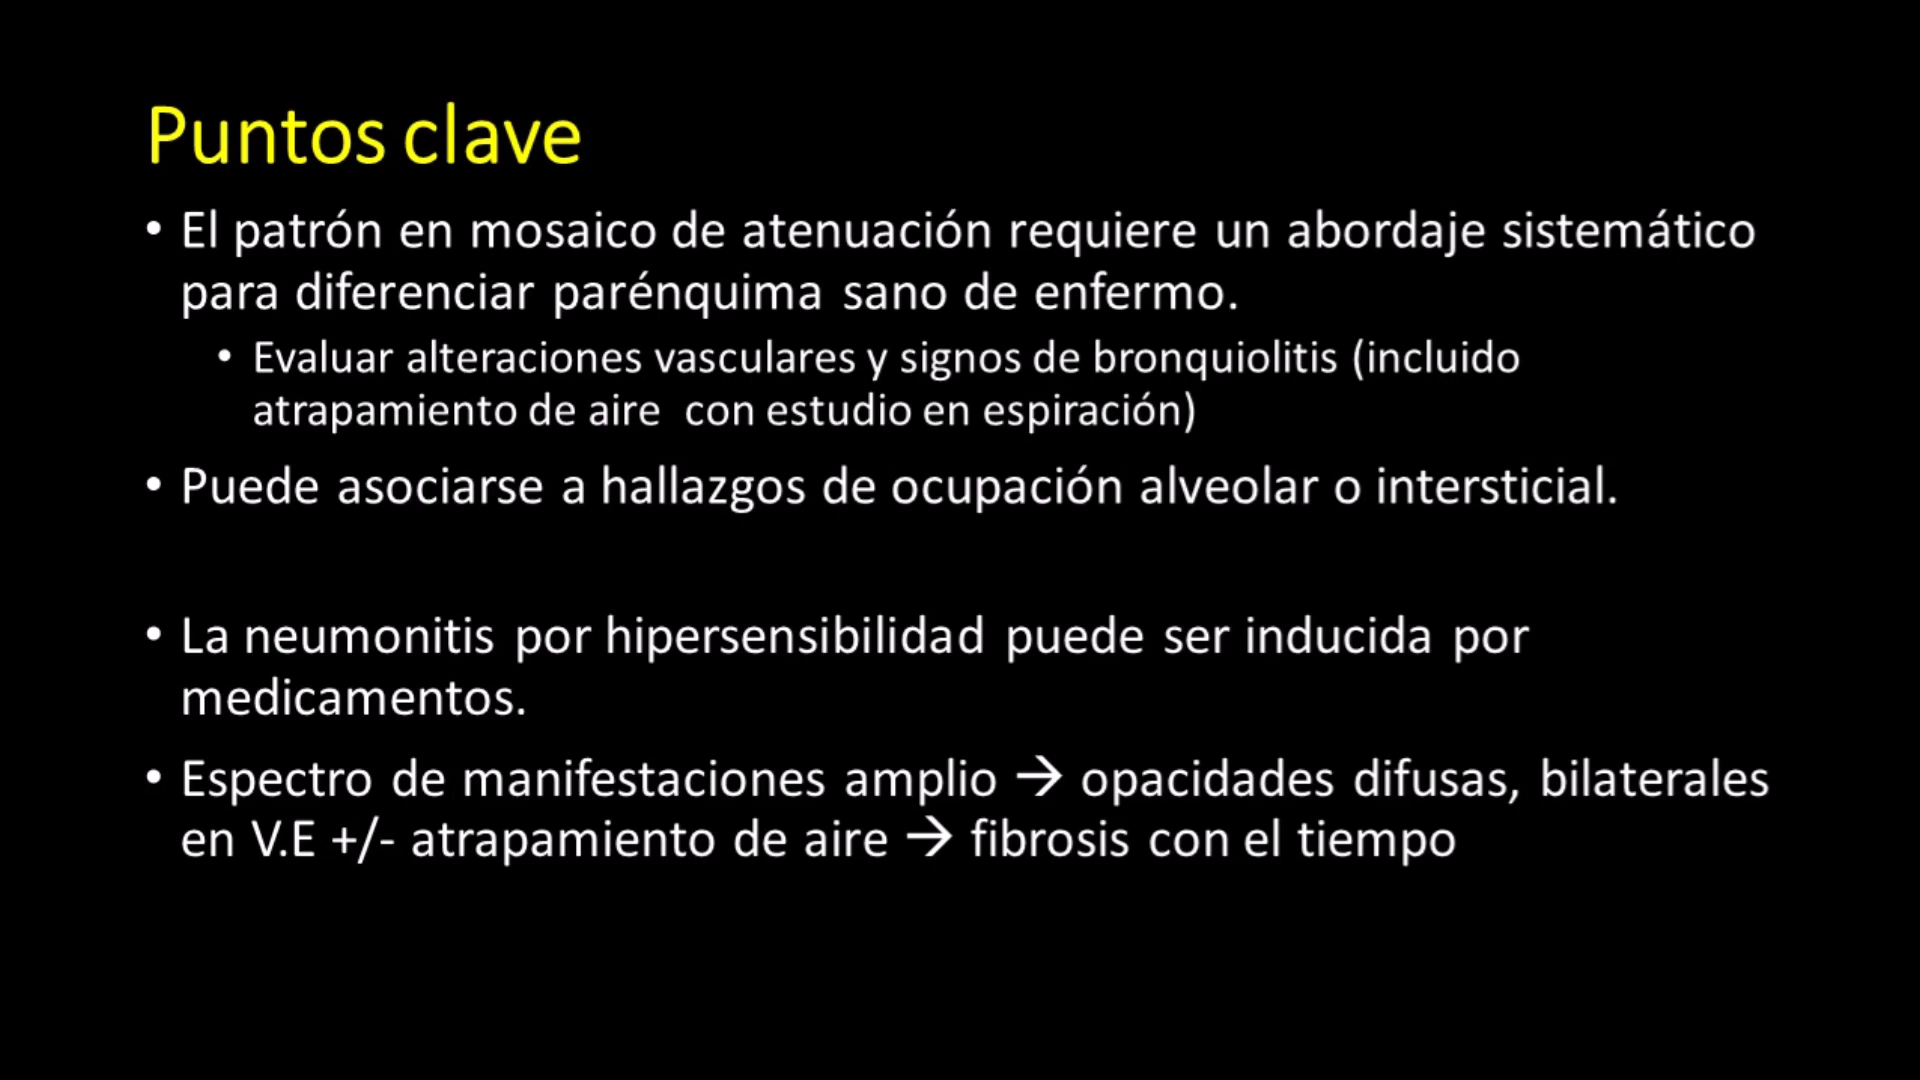 Puntos clave
• El patrón en mosaico de atenuación requiere un abordaje sistemático
para diferenciar parénquima sano de enfermo.
• Evaluar alteraciones vasculares y signos de bronquiolitis (incluido
atrapamiento de aire con estudio en espiración)
• Puede asociarse a hallazgos de ocupación alveolar o intersticial.
• La neumonitis por hipersensibilidad puede ser inducida por
medicamentos.
• Espectro de manifestaciones amplio → opacidades difusas, bilaterales
en V.E +/- atrapamiento de aire → fibrosis con el tiempo